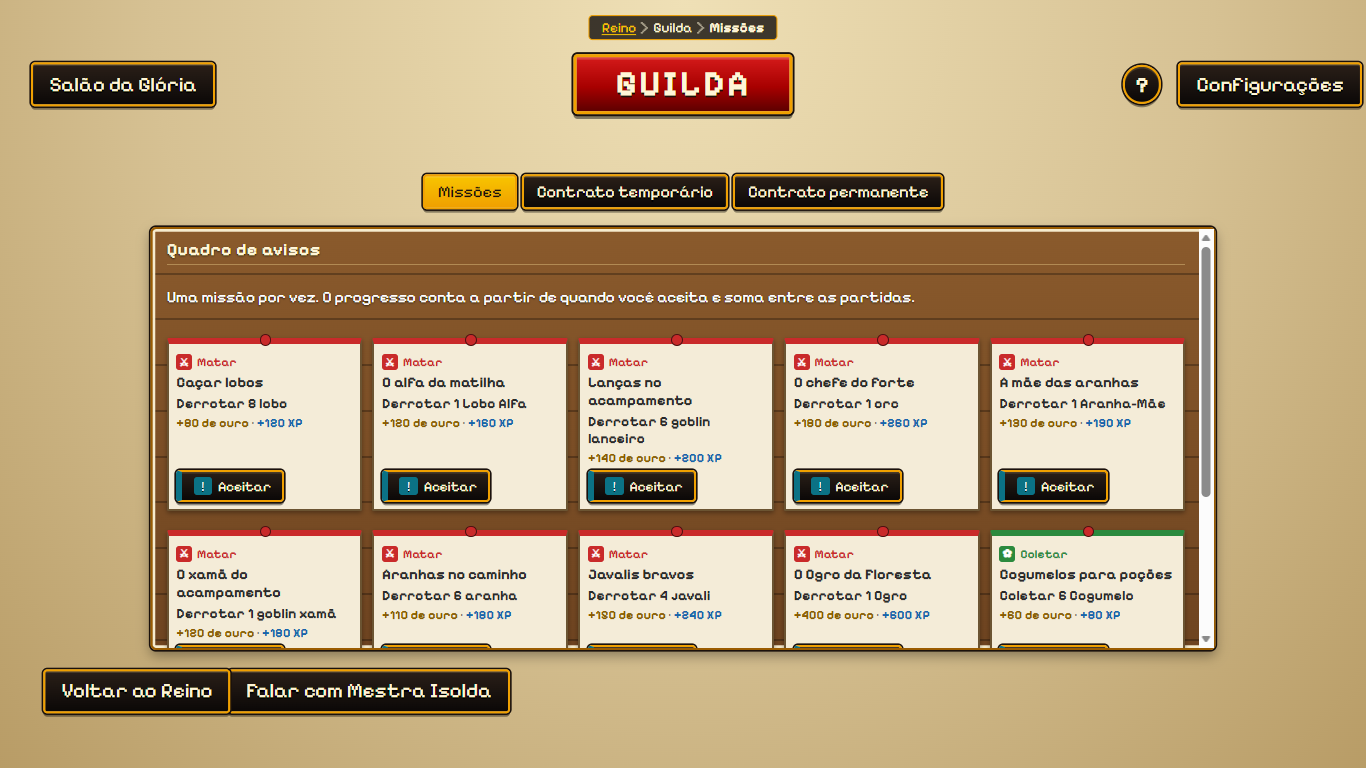 Reino > Guilda > Missões
Salão da Glória
GUILDA
?
Configurações
Missões
Contrato temporário
Contrato permanente
Quadro de avisos
Uma missão por vez. O progresso conta a partir de quando você aceita e soma entre as partidas.
Matar
Caçar lobos
Derrotar 8 lobo
+80 de ouro · +120 XP
! Aceitar
Matar
O alfa da matilha
Derrotar 1 Lobo Alfa
+120 de ouro · +160 XP
! Aceitar
Matar
Lanças no
acampamento
Derrotar 6 goblin
lanceiro
+140 de ouro · +200 XP
! Aceitar
Matar
O chefe do forte
Derrotar 1 orc
+180 de ouro · +260 XP
! Aceitar
Matar
A mãe das aranhas
Derrotar 1 Aranha-Mãe
+130 de ouro · +190 XP
! Aceitar
Matar
O xamã do
acampamento
Derrotar 1 goblin xamã
+120 de ouro · +180 XP
Matar
Aranhas no caminho
Derrotar 6 aranha
+110 de ouro · +180 XP
Matar
Javalis bravos
Derrotar 4 Javali
+150 de ouro · +240 XP
Matar
O Ogro da Floresta
Derrotar 1 Ogro
+400 de ouro · +600 XP
Coletar
Cogumelos para poções
Coletar 6 Cogumelo
+60 de ouro · +90 XP
Voltar ao Reino
Falar com Mestra Isolda